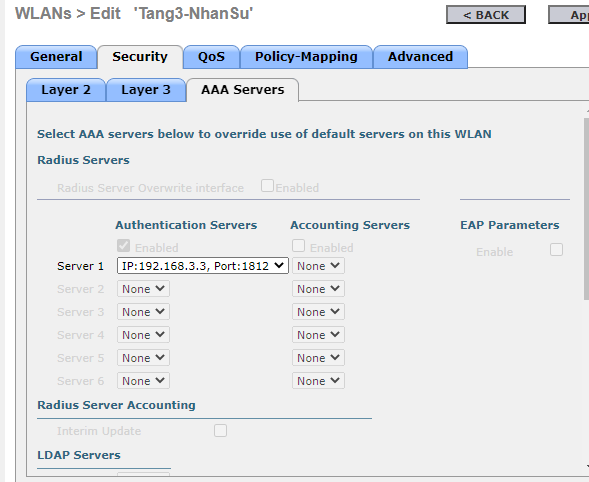 WLANs > Edit 'Tang3-NhanSu'
< BACK
General Security QoS Policy-Mapping Advanced
Layer 2 Layer 3 AAA Servers
Select AAA servers below to override use of default servers on this WLAN
Radius Servers
Radius Server Overwrite interface Enabled
Authentication Servers Accounting Servers EAP Parameters
Enabled Enabled Enable
Server 1 IP:192.168.3.3, Port:1812 None
Server 2 None None
Server 3 None None
Server 4 None None
Server 5 None None
Server 6 None None
Radius Server Accounting
Interim Update
LDAP Servers